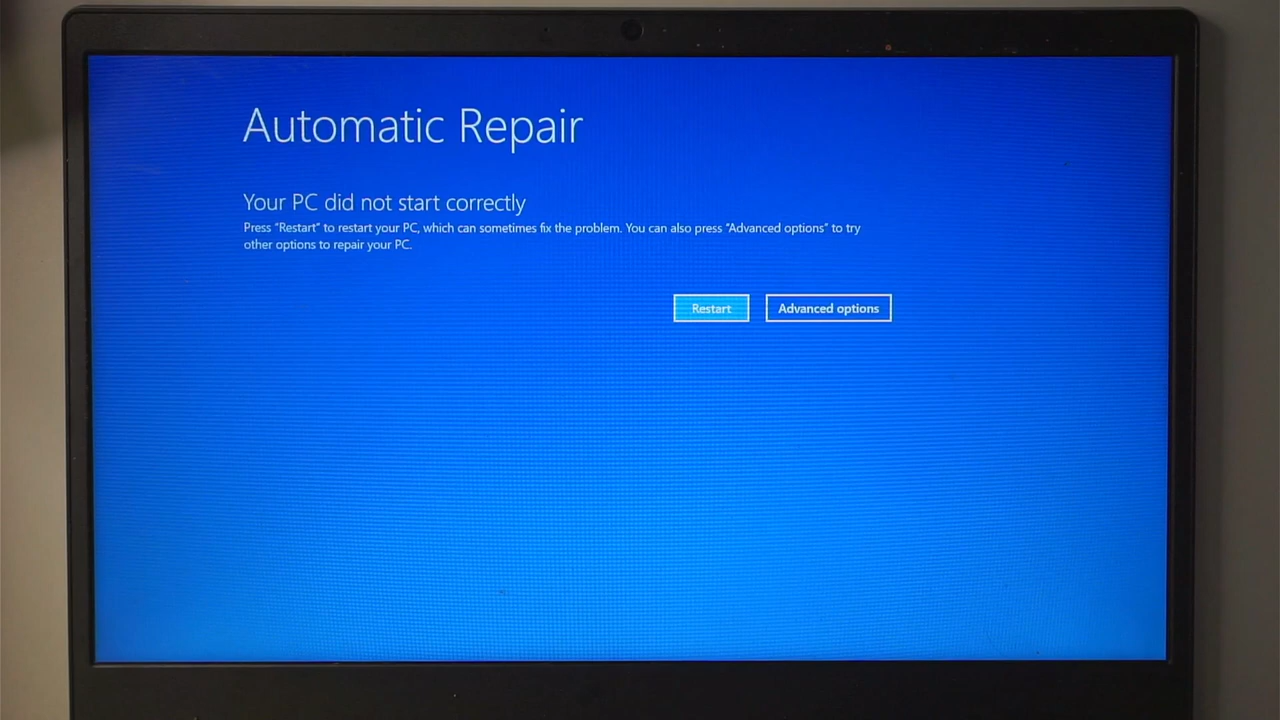 Automatic Repair
Your PC did not start correctly
Press "Restart" to restart your PC, which can sometimes fix the problem. You can also press "Advanced options" to try
other options to repair your PC.
Restart Advanced options